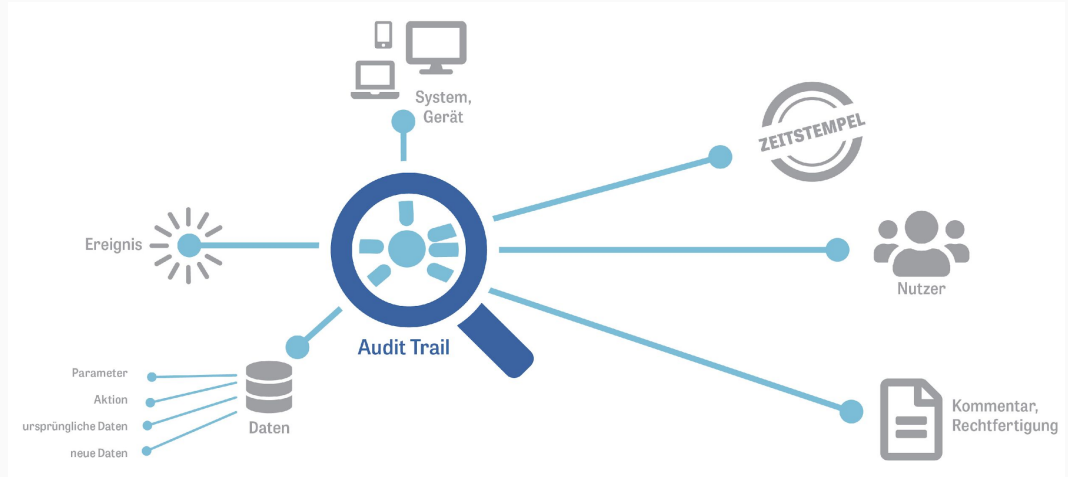 System,
Gerät
ZEITSTEMPEL
Ereignis
Nutzer
Audit Trail
Parameter
Aktion
ursprüngliche Daten
neue Daten
Daten
Kommentar,
Rechtfertigung